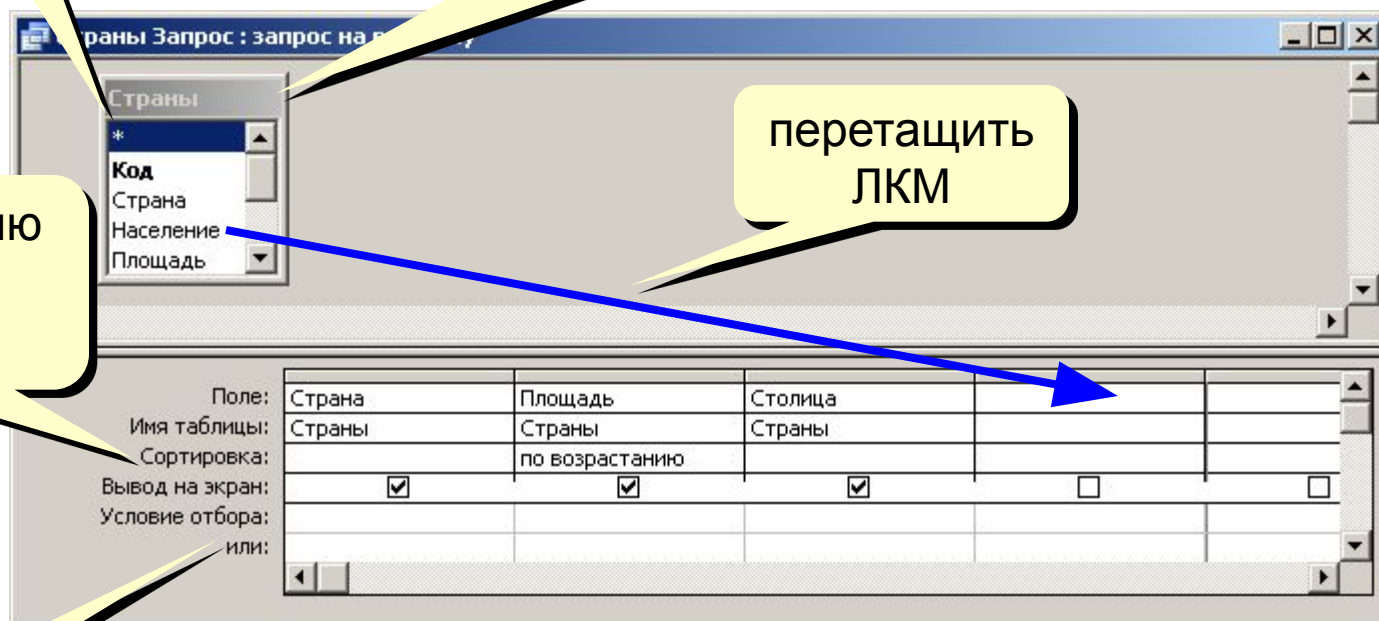 раны Запрос : запрос на
Страны
*
Код
Страна
Население
Площадь
перетащить
ЛКМ
ию
Поле: Страна Площадь Столица
Имя таблицы: Страны Страны Страны
Сортировка: по возрастанию
Вывод на экран:
Условие отбора:
или: